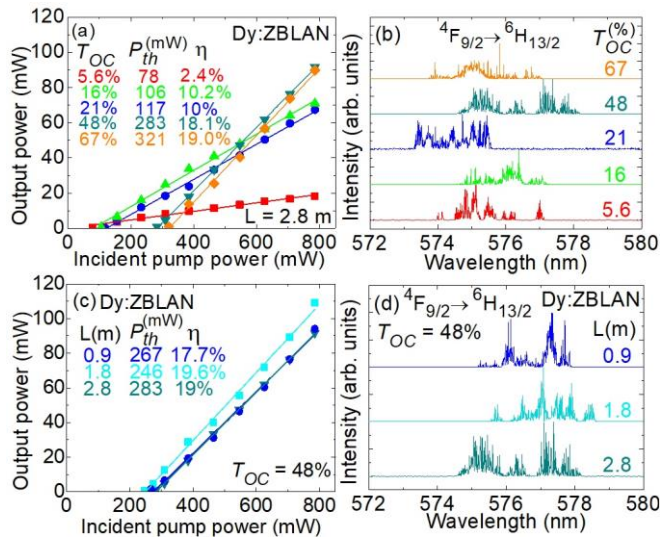 (a) Dy:ZBLAN
T_OC P_th^(mW) η
5.6% 78 2.4%
16% 106 10.2%
21% 117 10%
48% 283 18.1%
67% 321 19.0%
L = 2.8 m
Output power (mW)
120
100
80
60
40
20
0
0 200 400 600 800
Incident pump power (mW)
(b) ⁴F₉/₂→⁶H₁₃/₂ T_OC^(%)
67
48
21
16
5.6
Intensity (arb. units)
572 574 576 578 580
Wavelength (nm)
(c) Dy:ZBLAN
L(m) P_th^(mW) η
0.9 267 17.7%
1.8 246 19.6%
2.8 283 19%
T_OC = 48%
Output power (mW)
120
100
80
60
40
20
0
0 200 400 600 800
Incident pump power (mW)
(d) ⁴F₉/₂→⁶H₁₃/₂ Dy:ZBLAN
T_OC = 48% L(m)
0.9
1.8
2.8
Intensity (arb. units)
572 574 576 578 580
Wavelength (nm)